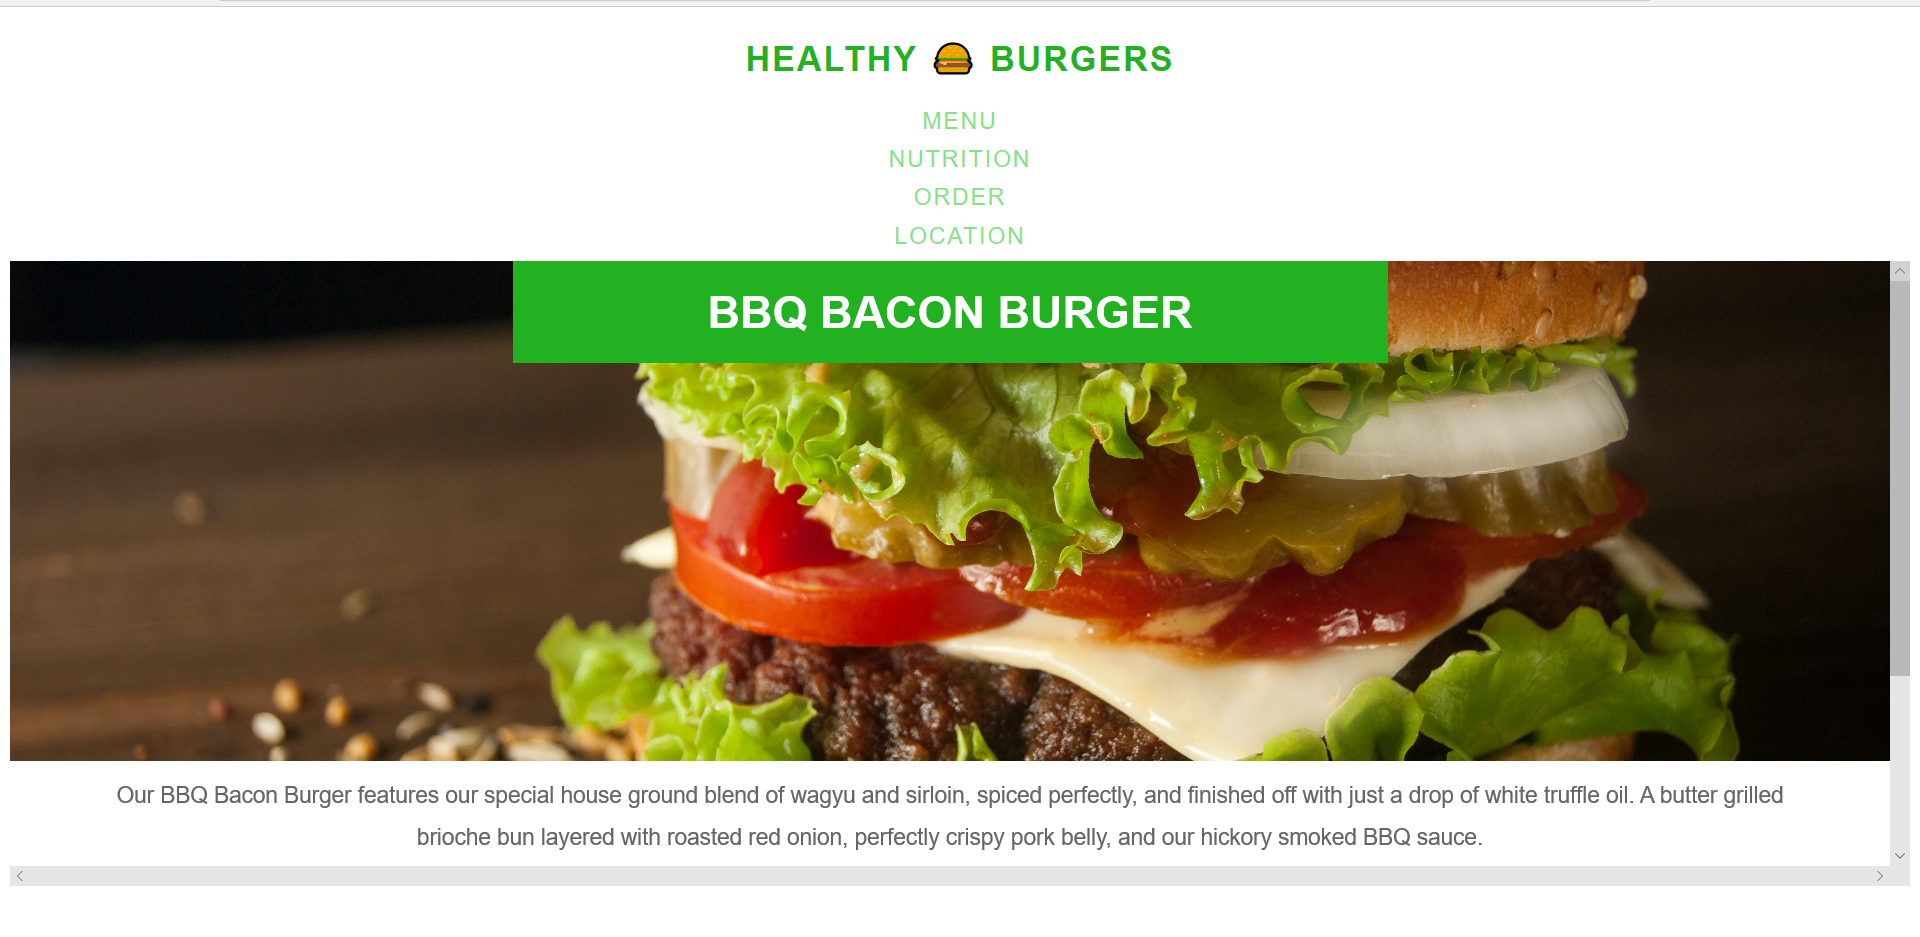 HEALTHY BURGERS
MENU
NUTRITION
ORDER
LOCATION
BBQ BACON BURGER
Our BBQ Bacon Burger features our special house ground blend of wagyu and sirloin, spiced perfectly, and finished off with just a drop of white truffle oil. A butter grilled
brioche bun layered with roasted red onion, perfectly crispy pork belly, and our hickory smoked BBQ sauce.